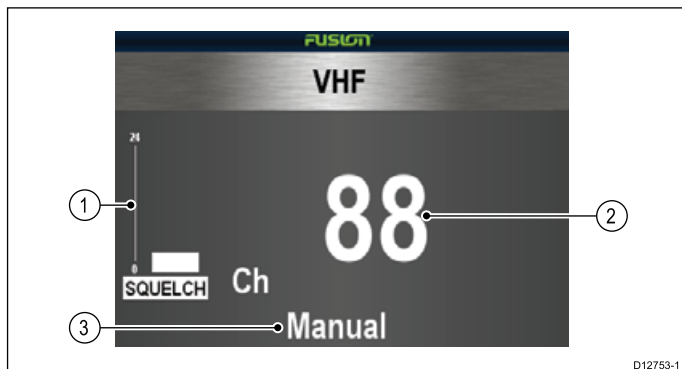 FUSION
VHF
24
1
88
2
0
SQUELCH
Ch
3
Manual
D12753-1